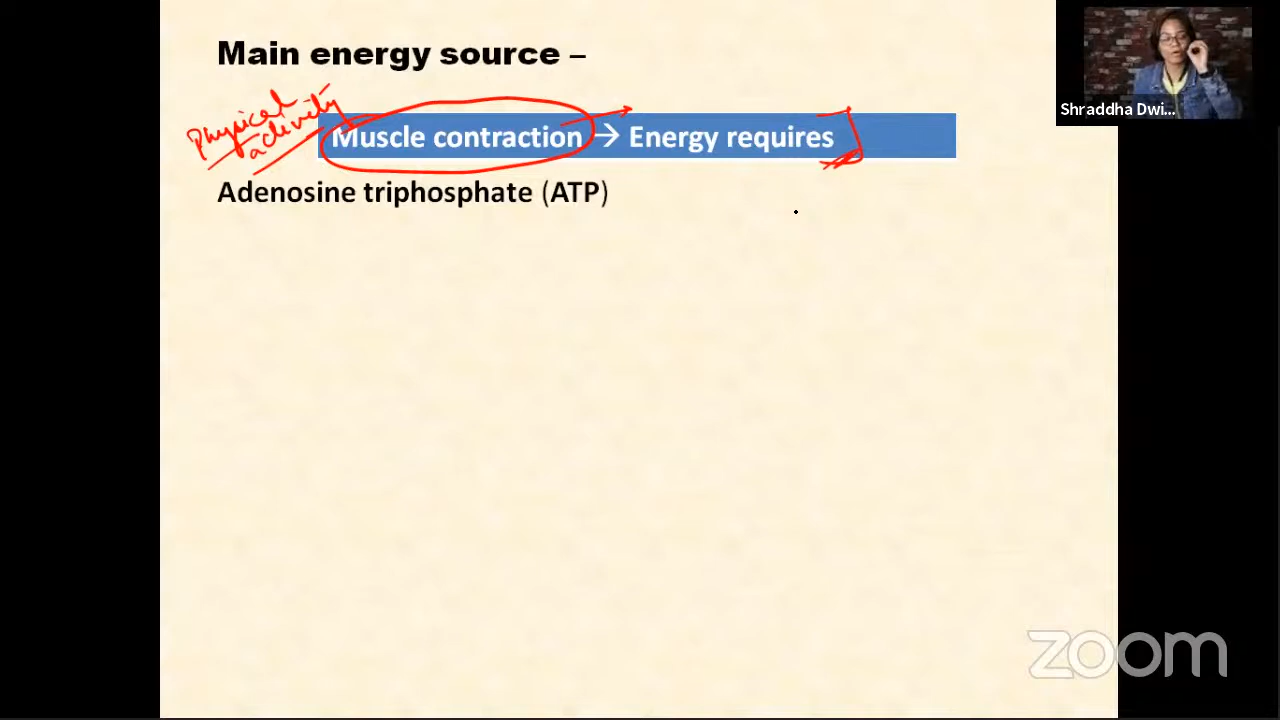 Main energy source –
Physical
activity
Muscle contraction → Energy requires
Adenosine triphosphate (ATP)
Shraddha Dwi...
zoom